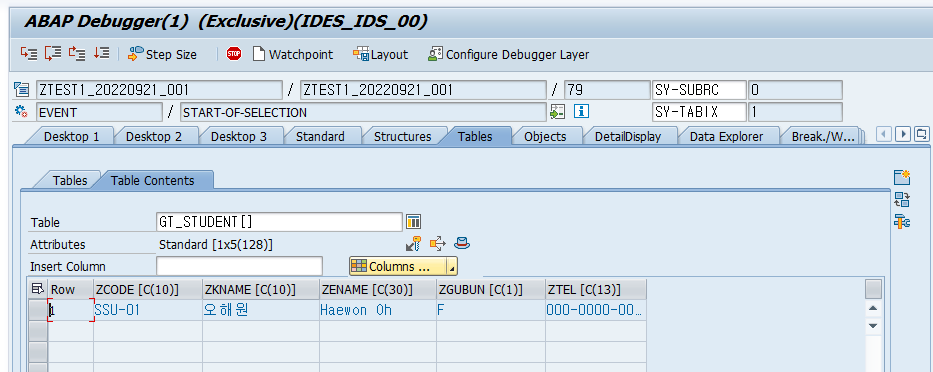 ABAP Debugger(1) (Exclusive)(IDES_IDS_00)
Step Size STOP Watchpoint Layout Configure Debugger Layer
ZTEST1_20220921_001 / ZTEST1_20220921_001 / 79 SY-SUBRC 0
EVENT / START-OF-SELECTION SY-TABIX 1
Desktop 1 Desktop 2 Desktop 3 Standard Structures Tables Objects DetailDisplay Data Explorer Break./W...
Tables Table Contents
Table GT_STUDENT[]
Attributes Standard [1x5(128)]
Insert Column Columns ...
Row ZCODE [C(10)] ZKNAME [C(10)] ZENAME [C(30)] ZGUBUN [C(1)] ZTEL [C(13)]
1 SSU-01 오해원 Haewon Oh F 000-0000-00...